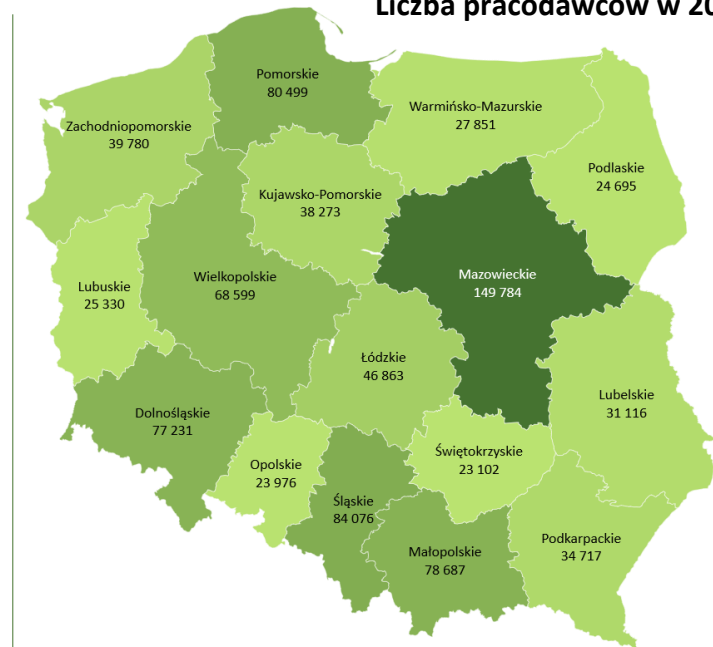 Liczba pracodawców w 20
Pomorskie
80 499
Warmińsko-Mazurskie
27 851
Zachodniopomorskie
39 780
Podlaskie
24 695
Kujawsko-Pomorskie
38 273
Mazowieckie
149 784
Wielkopolskie
68 599
Lubuskie
25 330
Łódzkie
46 863
Lubelskie
31 116
Dolnośląskie
77 231
Świętokrzyskie
23 102
Opolskie
23 976
Śląskie
84 076
Podkarpackie
34 717
Małopolskie
78 687